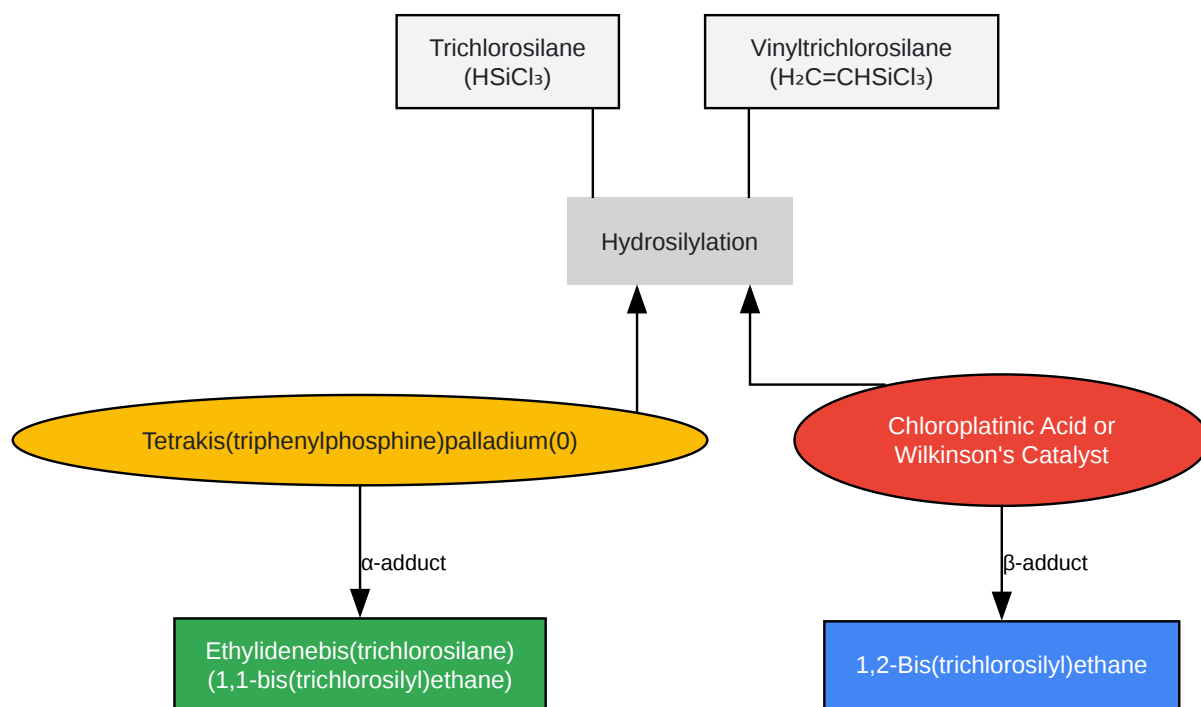 Trichlorosilane
(HSiCl₃)
Vinyltrichlorosilane
(H₂C=CHSiCl₃)
Hydrosilylation
Tetrakis(triphenylphosphine)palladium(0)
Chloroplatinic Acid or
Wilkinson's Catalyst
α-adduct
β-adduct
Ethylidenebis(trichlorosilane)
(1,1-bis(trichlorosilyl)ethane)
1,2-Bis(trichlorosilyl)ethane